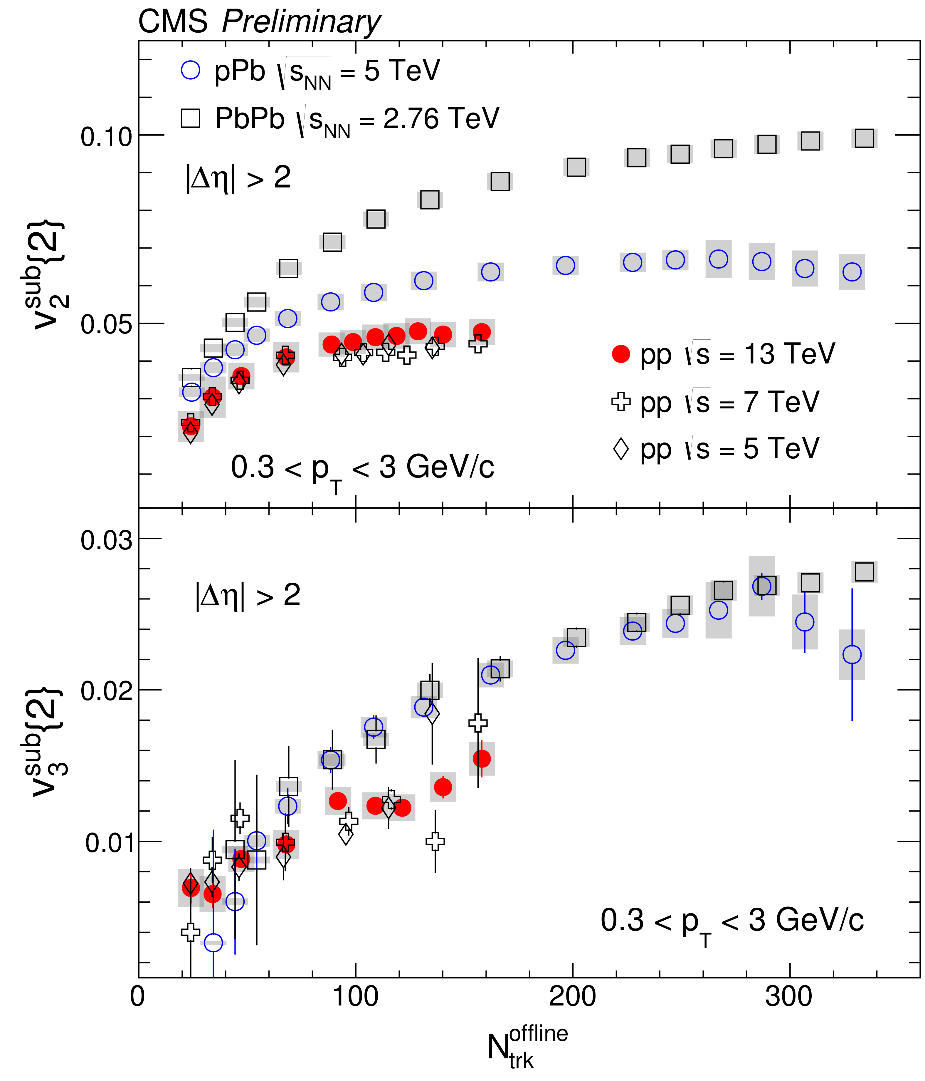 CMS Preliminary
pPb √sNN = 5 TeV
PbPb √sNN = 2.76 TeV
|Δη| > 2
0.10
0.05
v2sub{2}
pp √s = 13 TeV
pp √s = 7 TeV
pp √s = 5 TeV
0.3 < pT < 3 GeV/c
0.03
|Δη| > 2
0.02
v3sub{2}
0.01
0.3 < pT < 3 GeV/c
0 100 200 300
Ntrkoffline